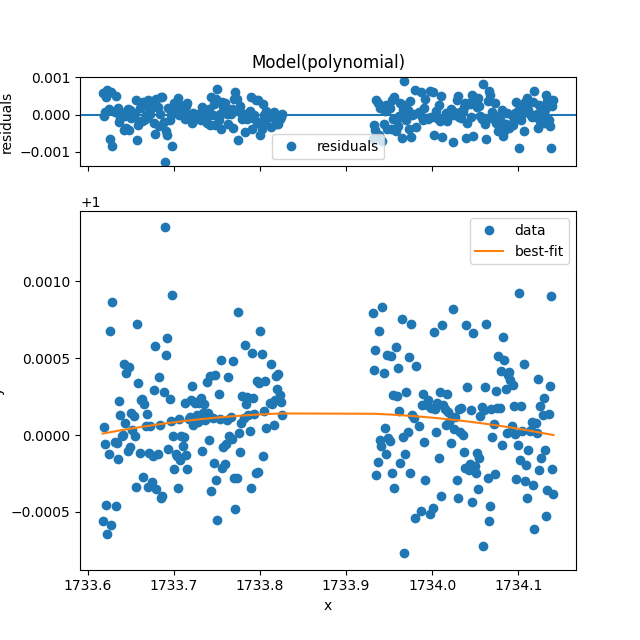 Model(polynomial)
0.001
0.000
−0.001
residuals
residuals
+1
data
best-fit
0.0010
0.0005
0.0000
−0.0005
1733.6 1733.7 1733.8 1733.9 1734.0 1734.1
x